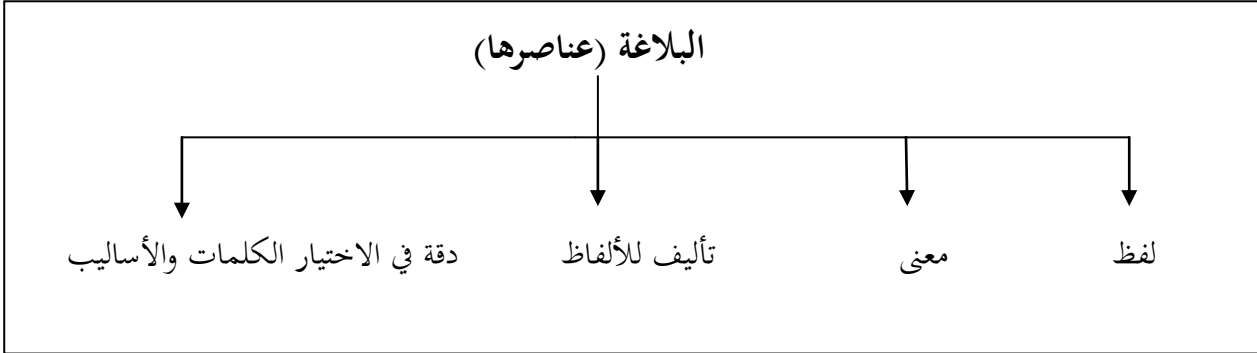 البلاغة (عناصرها)
لفظ معنى تأليف للألفاظ دقة في الاختيار الكلمات والأساليب